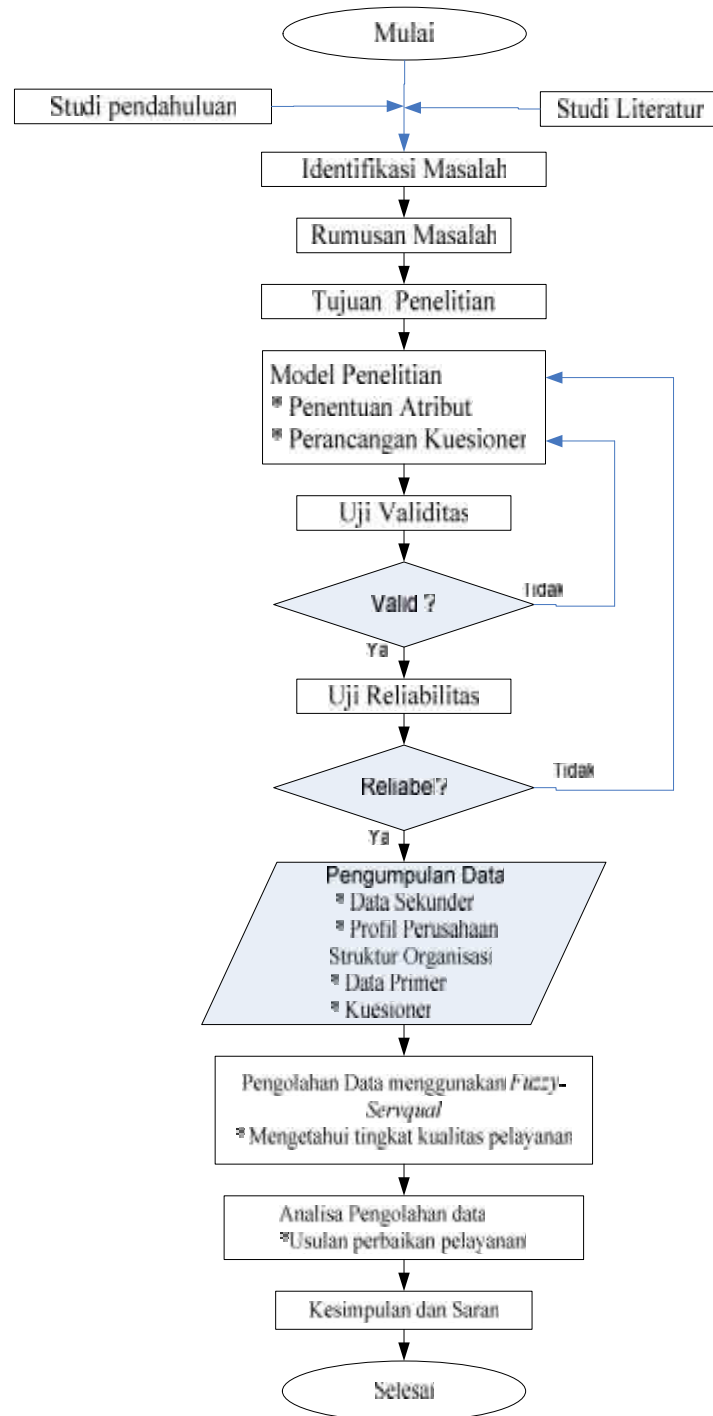 Mulai
Studi pendahuluan
Studi Literatur
Identifikasi Masalah
Rumusan Masalah
Tujuan Penelitian
Model Penelitian
* Penentuan Atribut
* Perancangan Kuesioner
Uji Validitas
Valid ?
Tidak
Ya
Uji Reliabilitas
Reliabel?
Tidak
Ya
Pengumpulan Data
* Data Sekunder
* Profil Perusahaan
Struktur Organisasi
* Data Primer
* Kuesioner
Pengolahan Data menggunakan Fuzzy-
Servqual
* Mengetahui tingkat kualitas pelayanan
Analisa Pengolahan data
*Usulan perbaikan pelayanan
Kesimpulan dan Saran
Selesai